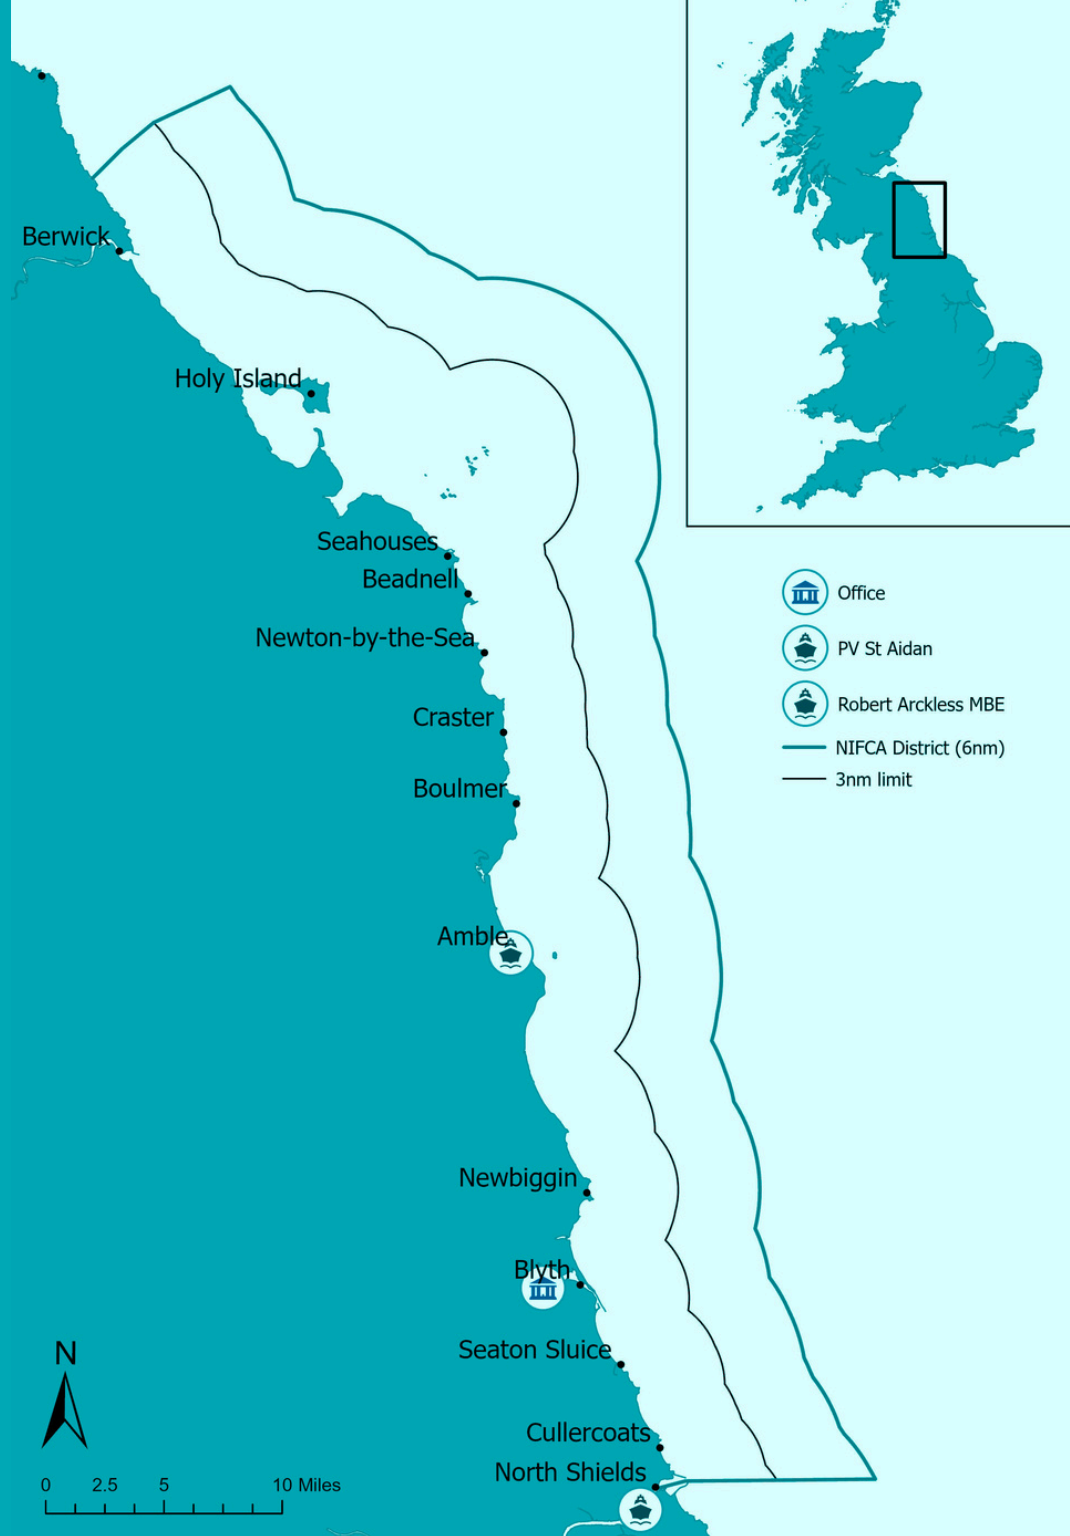 Berwick
Holy Island
Seahouses
Beadnell
Newton-by-the-Sea
Craster
Boulmer
Amble
Newbiggin
Blyth
Seaton Sluice
Cullercoats
North Shields
Office
PV St Aidan
Robert Arckless MBE
NIFCA District (6nm)
3nm limit
N
0 2.5 5 10 Miles